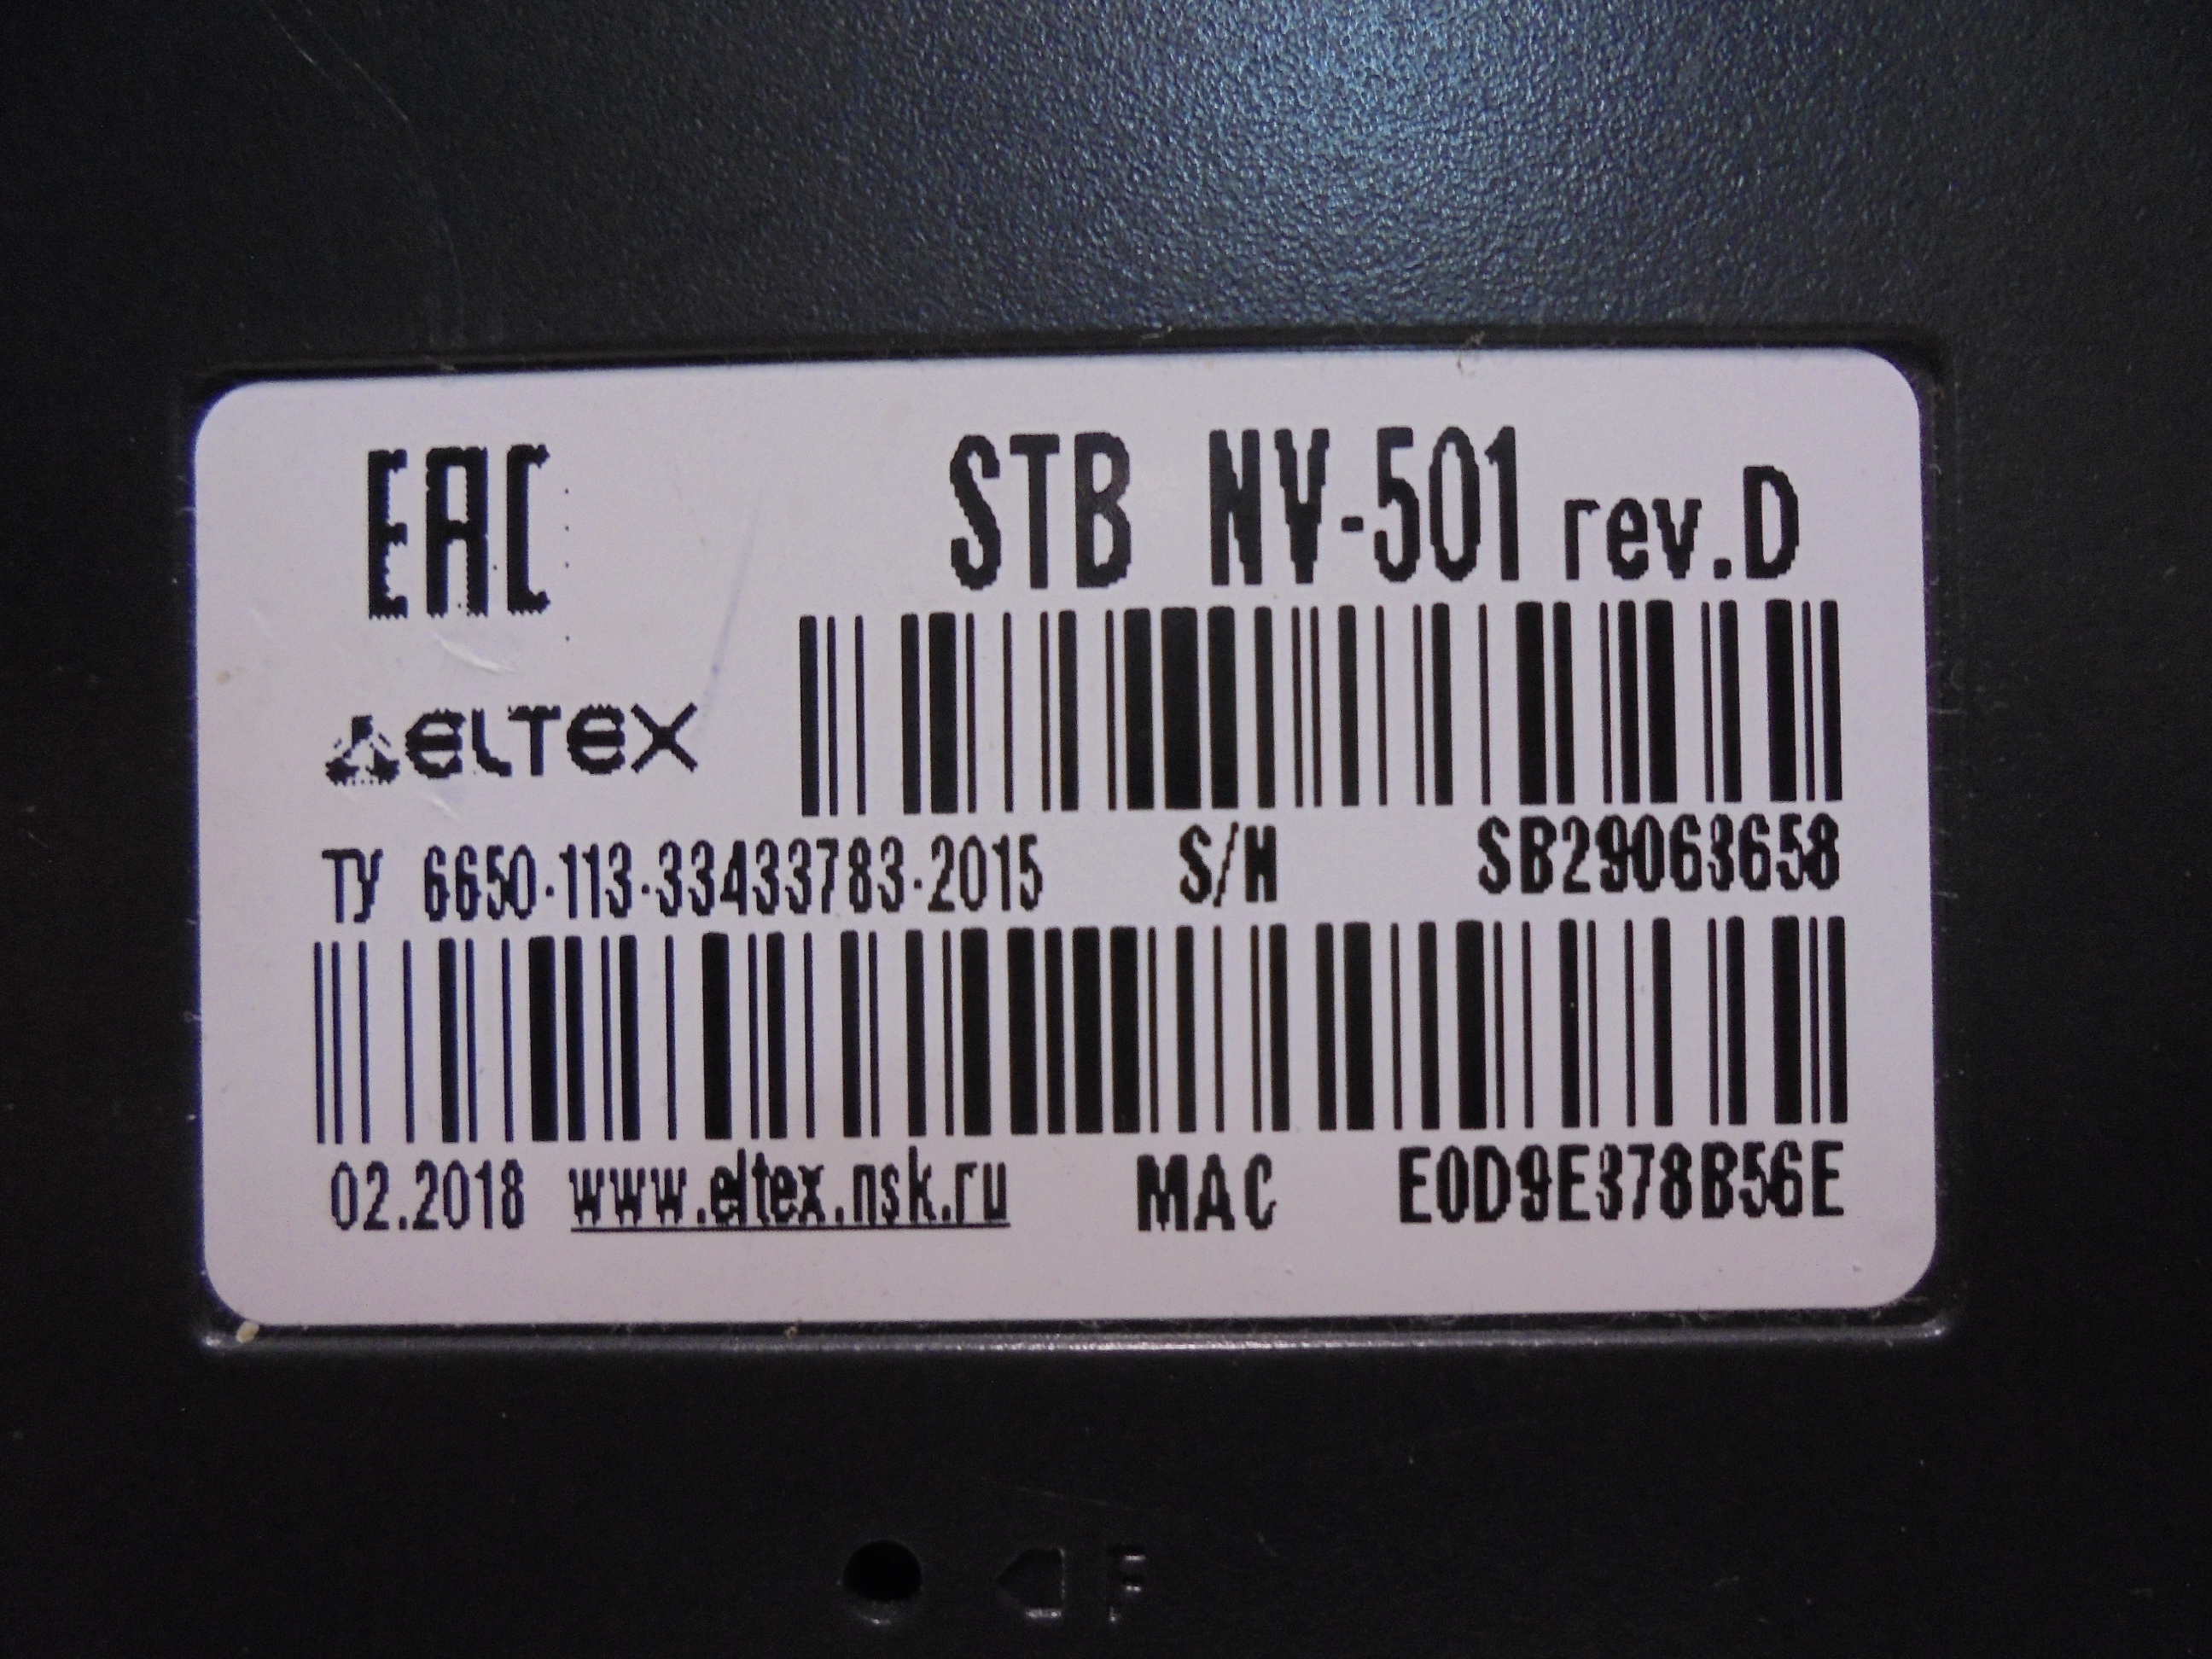 EAC STB NV-501 rev.D
ELTEX
ТУ 6650-113-33433783-2015 S/N SB29063658
02.2018 www.eltex.nsk.ru MAC E0D9E378B56E
F